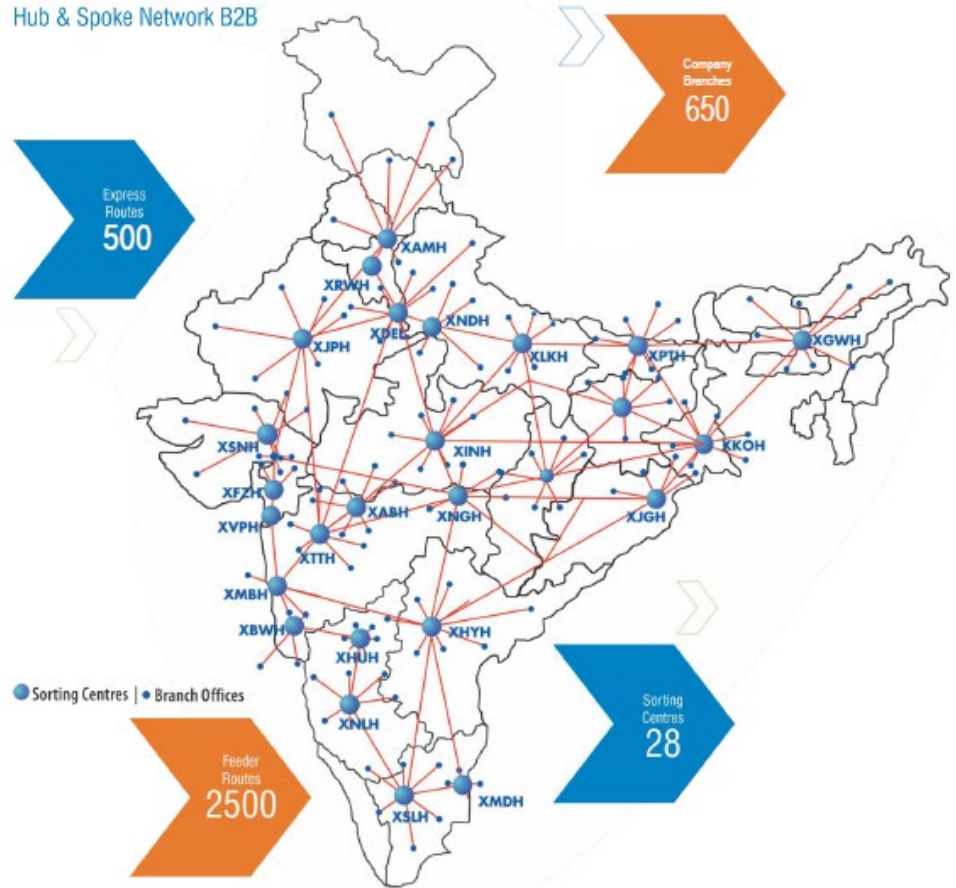 Hub & Spoke Network B2B
Company
Branches
650
Express
Routes
500
XAMH
XRWH
XDEL
XNDH
XJPH
XLKH
XPTH
XGWH
XSNH
XINH
KKOH
XFZH
XABH
XNGH
XJGH
XVPH
XTTH
XMBH
XBWH
XHYH
XHUH
Sorting Centres | • Branch Offices
XNLH
Sorting
Centres
28
Feeder
Routes
2500
XMDH
XSLH